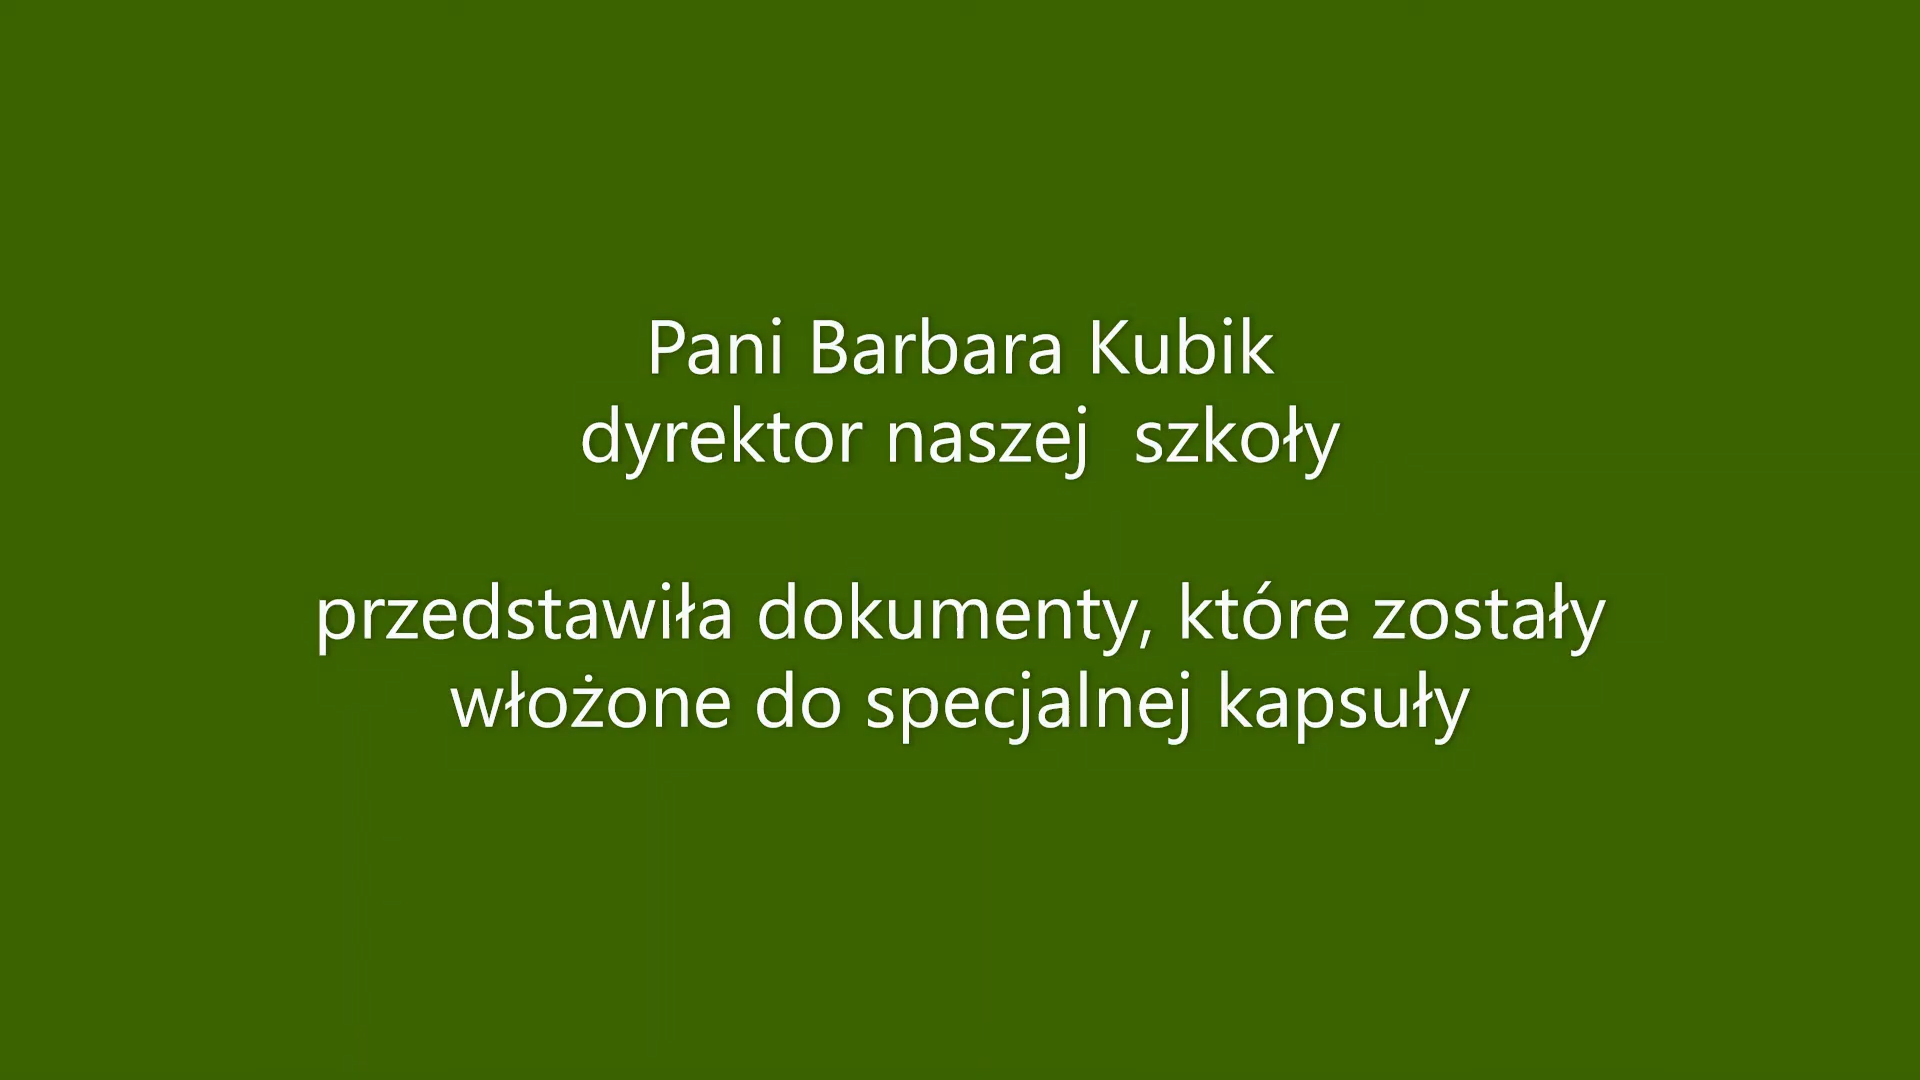 Pani Barbara Kubik
dyrektor naszej  szkoły
przedstawiła dokumenty, które zostały
włożone do specjalnej kapsuły